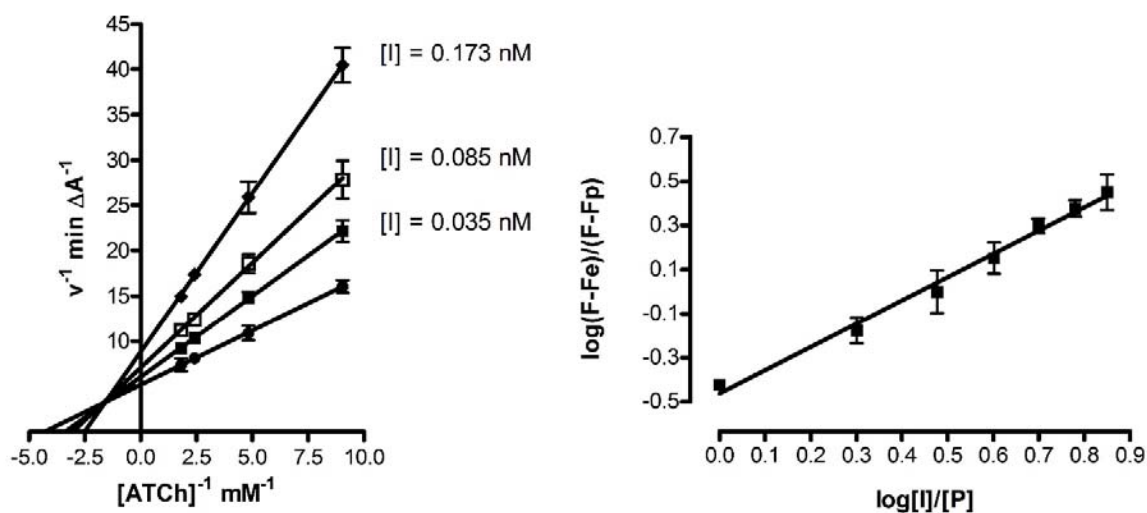 45
40
35
30
25
20
15
10
v⁻¹ min ΔA⁻¹
[I] = 0.173 nM
[I] = 0.085 nM
[I] = 0.035 nM
-5.0 -2.5 0.0 2.5 5.0 7.5 10.0
[ATCh]⁻¹ mM⁻¹
0.7
0.5
0.3
0.1
-0.1
-0.3
-0.5
log(F-Fe)/(F-Fp)
0.0 0.1 0.2 0.3 0.4 0.5 0.6 0.7 0.8 0.9
log[I]/[P]